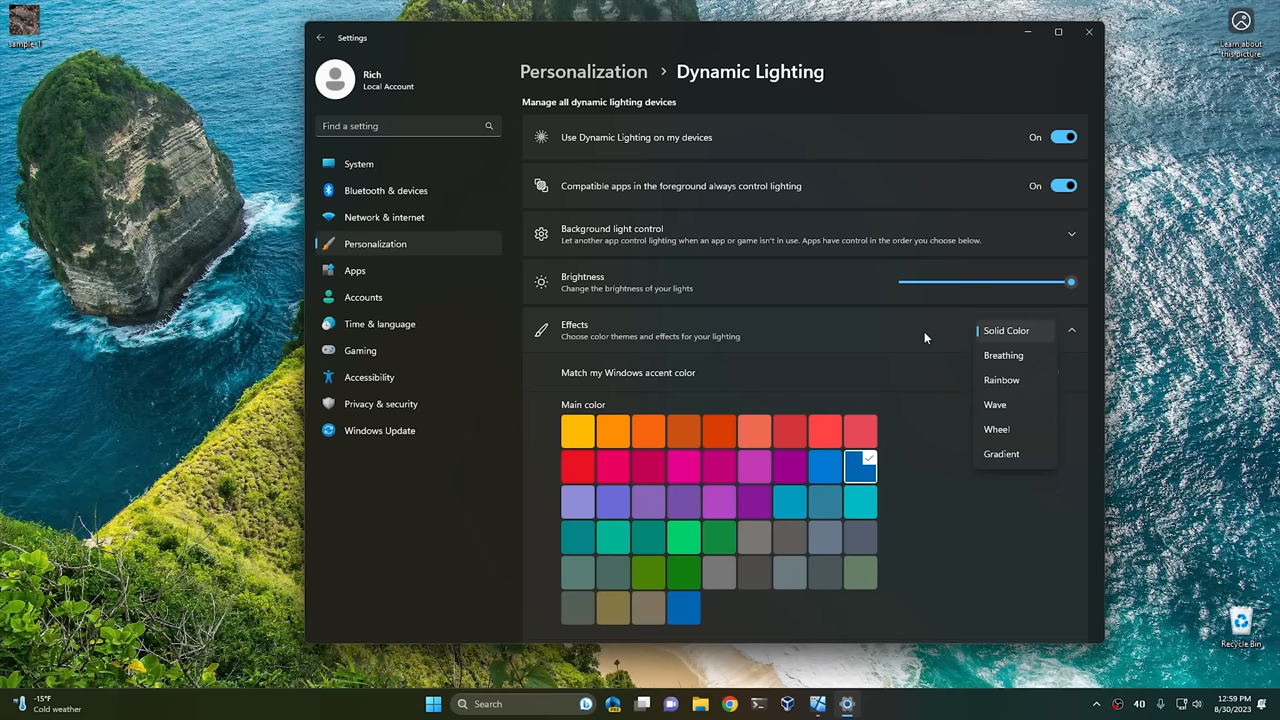 sample-1
Learn about
this picture
Settings
Rich
Local Account
Find a setting
System
Bluetooth & devices
Network & internet
Personalization
Apps
Accounts
Time & language
Gaming
Accessibility
Privacy & security
Windows Update
Personalization > Dynamic Lighting
Manage all dynamic lighting devices
Use Dynamic Lighting on my devices
On
Compatible apps in the foreground always control lighting
On
Background light control
Let another app control lighting when an app or game isn't in use. Apps have control in the order you choose below.
Brightness
Change the brightness of your lights
Effects
Choose color themes and effects for your lighting
Solid Color
Breathing
Rainbow
Wave
Wheel
Gradient
Match my Windows accent color
Main color
Recycle Bin
-15°F
Cold weather
Search
40
12:59 PM
8/30/2023